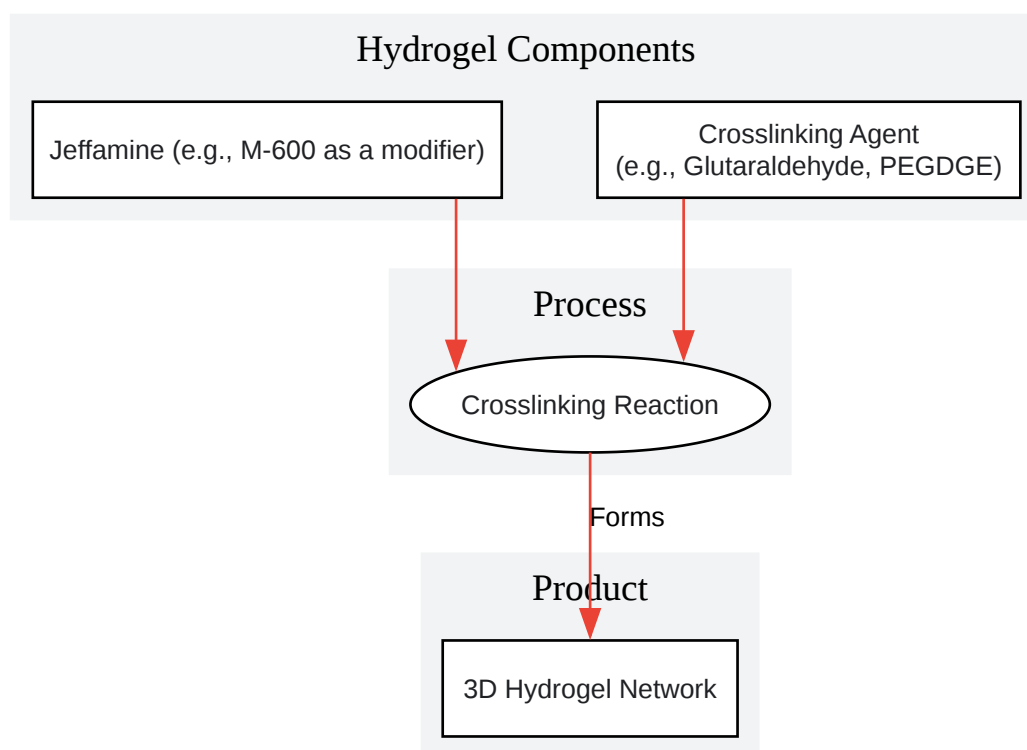 Hydrogel Components
Jeffamine (e.g., M-600 as a modifier)
Crosslinking Agent
(e.g., Glutaraldehyde, PEGDGE)
Process
Crosslinking Reaction
Forms
Product
3D Hydrogel Network